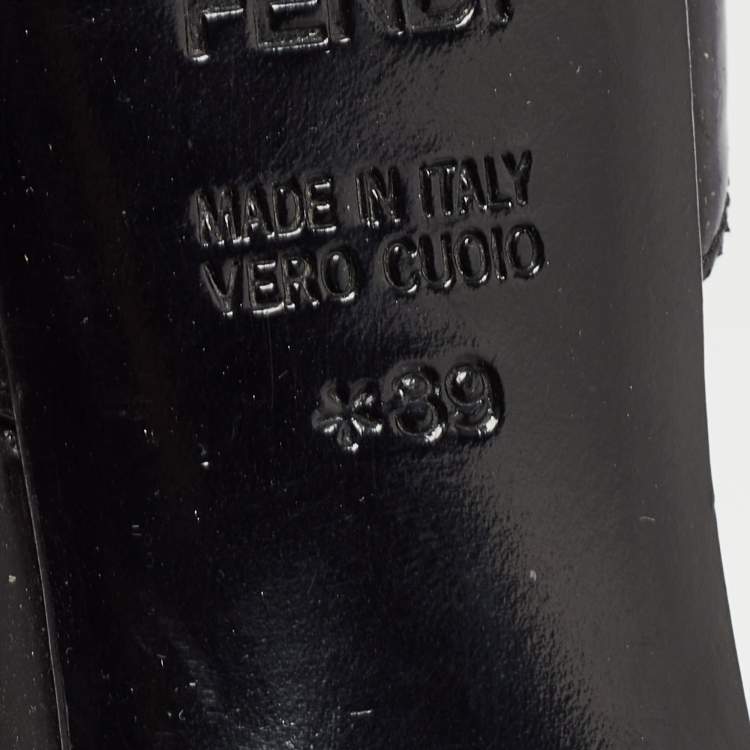 FENDI
MADE IN ITALY
VERO CUOIO
*39